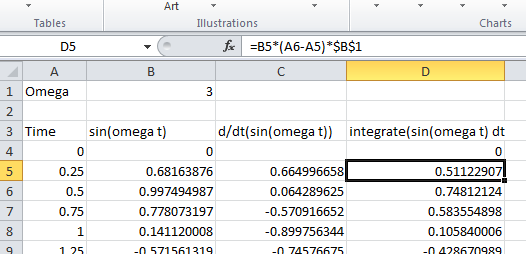 Art
Tables Illustrations Charts
D5 fx =B5*(A6-A5)*$B$1
A B C D
1 Omega 3
2
3 Time sin(omega t) d/dt(sin(omega t)) integrate(sin(omega t) dt
4 0 0 0
5 0.25 0.68163876 0.664996658 0.51122907
6 0.5 0.997494987 0.064289625 0.74812124
7 0.75 0.778073197 -0.570916652 0.583554898
8 1 0.141120008 -0.899756344 0.105840006
9 1.25 -0.571561319 -0.74576675 -0.428670989